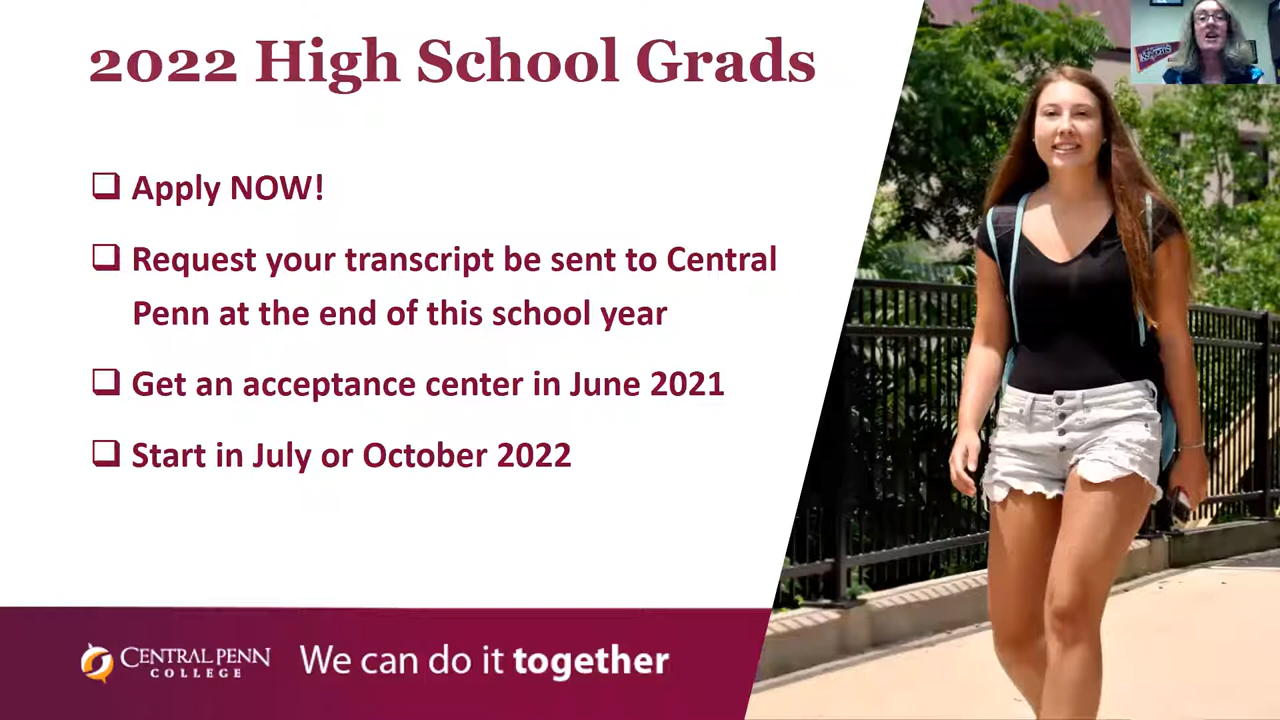 2022 High School Grads
Apply NOW!
Request your transcript be sent to Central
Penn at the end of this school year
Get an acceptance center in June 2021
Start in July or October 2022
CENTRAL PENN
COLLEGE
We can do it together